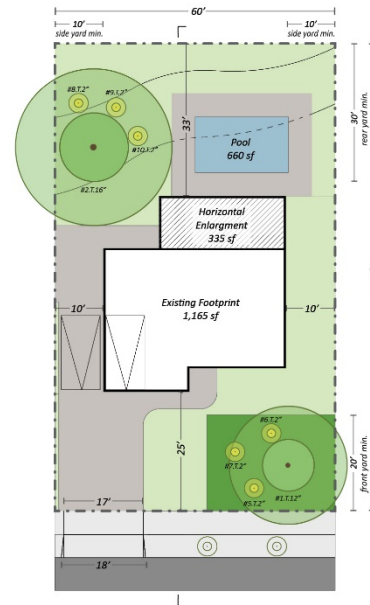 60'
10'
side yard min.
10'
side yard min.
#8.T.2"
#9.T.2"
#10.T.2"
#2.T.16"
33'
30'
rear yard min.
Pool
660 sf
Horizontal
Enlargment
335 sf
10'
Existing Footprint
1,165 sf
10'
25'
#6.T.2"
#7.T.2"
#5.T.2"
#1.T.12"
20'
front yard min.
17'
18'